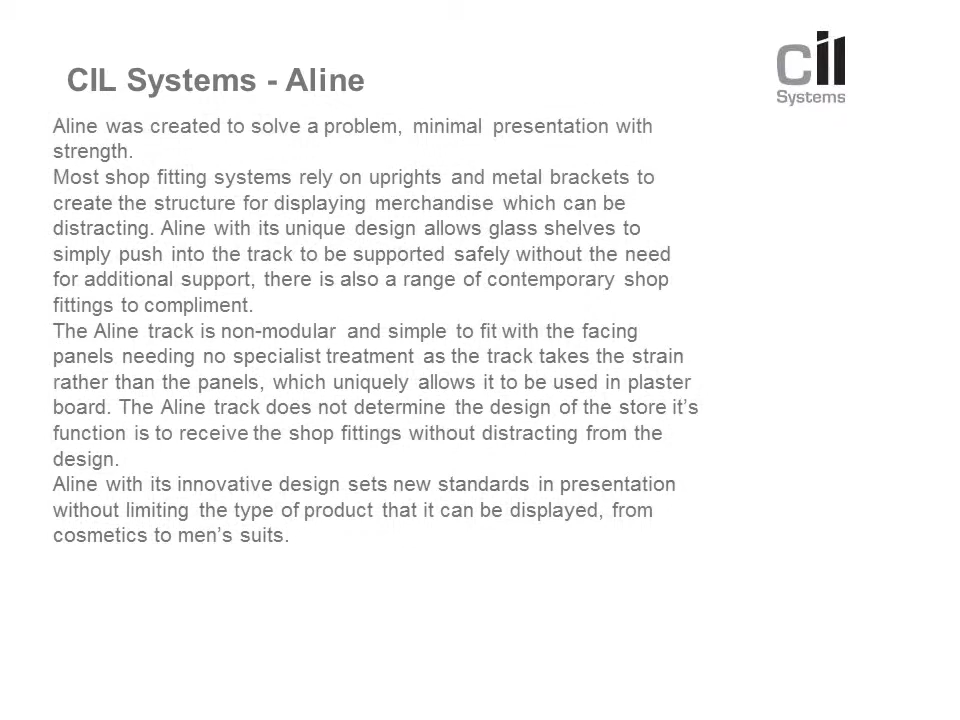 cil
Systems
CIL Systems - Aline
Aline was created to solve a problem, minimal presentation with
strength.
Most shop fitting systems rely on uprights and metal brackets to
create the structure for displaying merchandise which can be
distracting. Aline with its unique design allows glass shelves to
simply push into the track to be supported safely without the need
for additional support, there is also a range of contemporary shop
fittings to compliment.
The Aline track is non-modular and simple to fit with the facing
panels needing no specialist treatment as the track takes the strain
rather than the panels, which uniquely allows it to be used in plaster
board. The Aline track does not determine the design of the store it’s
function is to receive the shop fittings without distracting from the
design.
Aline with its innovative design sets new standards in presentation
without limiting the type of product that it can be displayed, from
cosmetics to men’s suits.